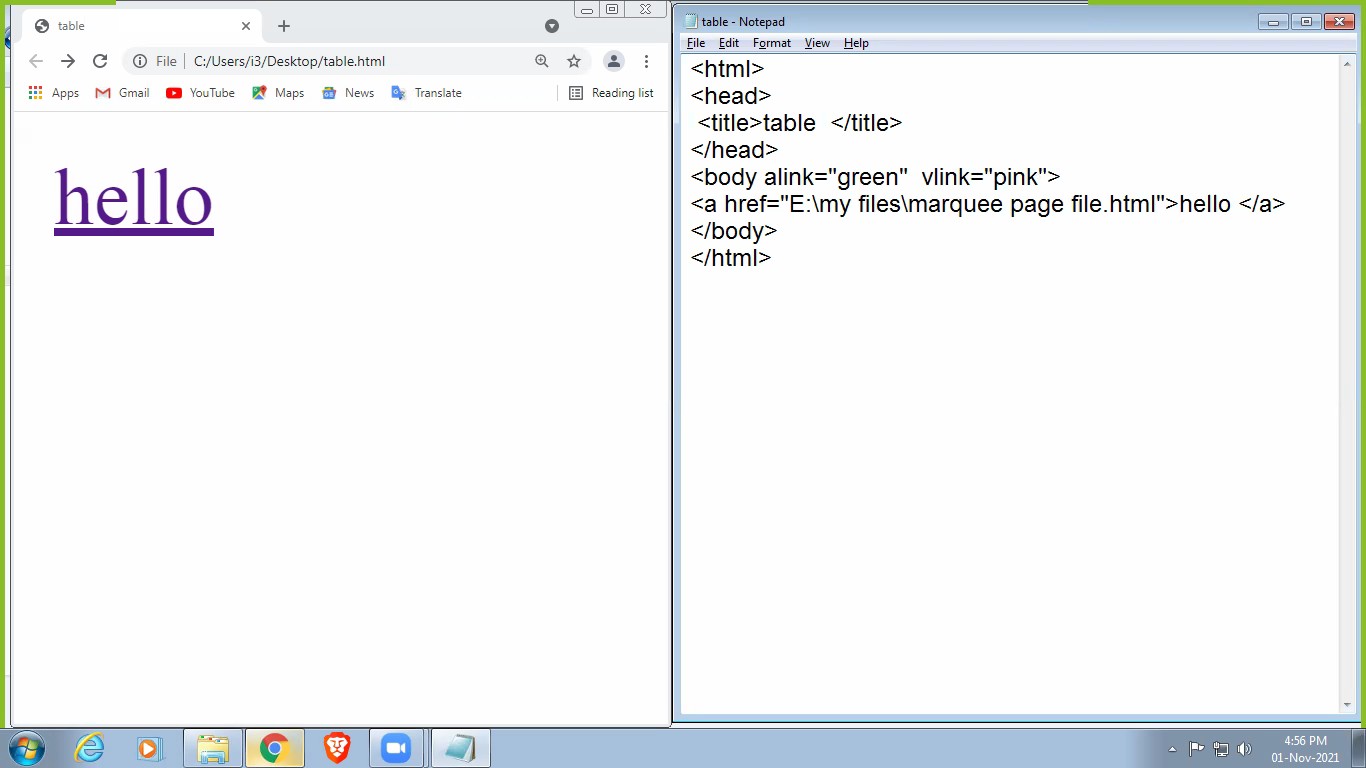 table
File C:/Users/i3/Desktop/table.html
Apps Gmail YouTube Maps News Translate Reading list
hello
table - Notepad
File Edit Format View Help
<html>
<head>
<title>table  </title>
</head>
<body alink="green"  vlink="pink">
<a href="E:\my files\marquee page file.html">hello </a>
</body>
</html>
4:56 PM
01-Nov-2021